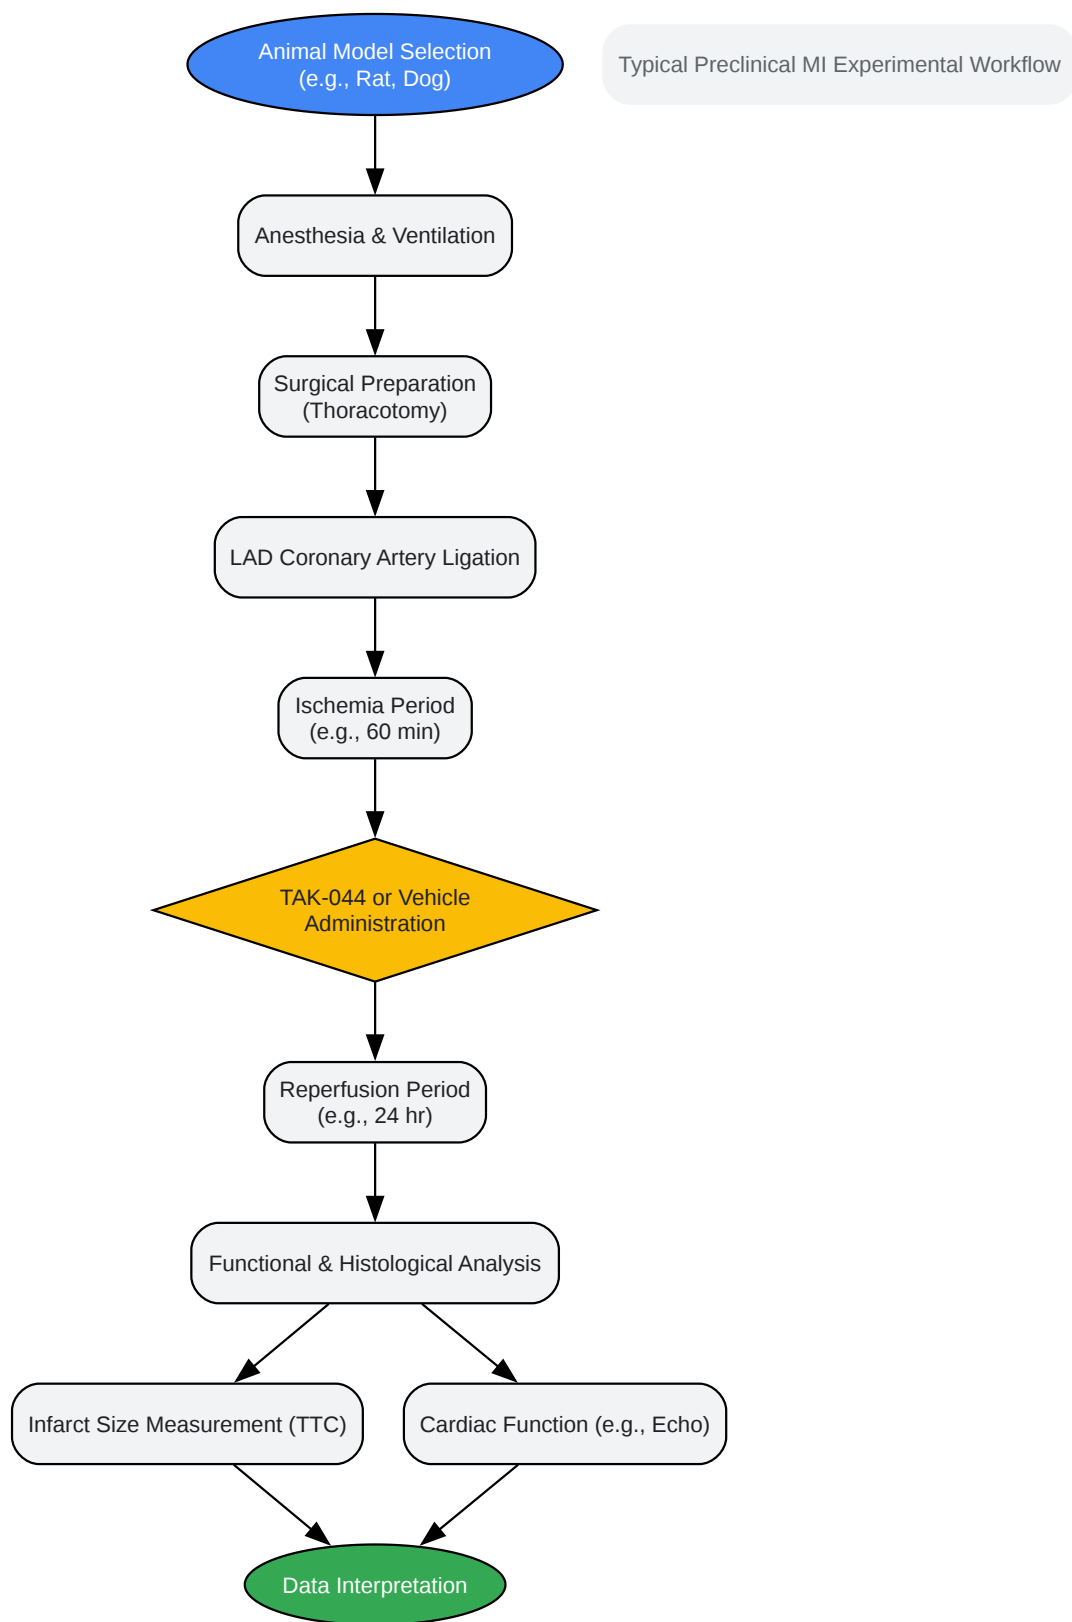 Animal Model Selection
(e.g., Rat, Dog)
Typical Preclinical MI Experimental Workflow
Anesthesia & Ventilation
Surgical Preparation
(Thoracotomy)
LAD Coronary Artery Ligation
Ischemia Period
(e.g., 60 min)
TAK-044 or Vehicle
Administration
Reperfusion Period
(e.g., 24 hr)
Functional & Histological Analysis
Infarct Size Measurement (TTC)
Cardiac Function (e.g., Echo)
Data Interpretation